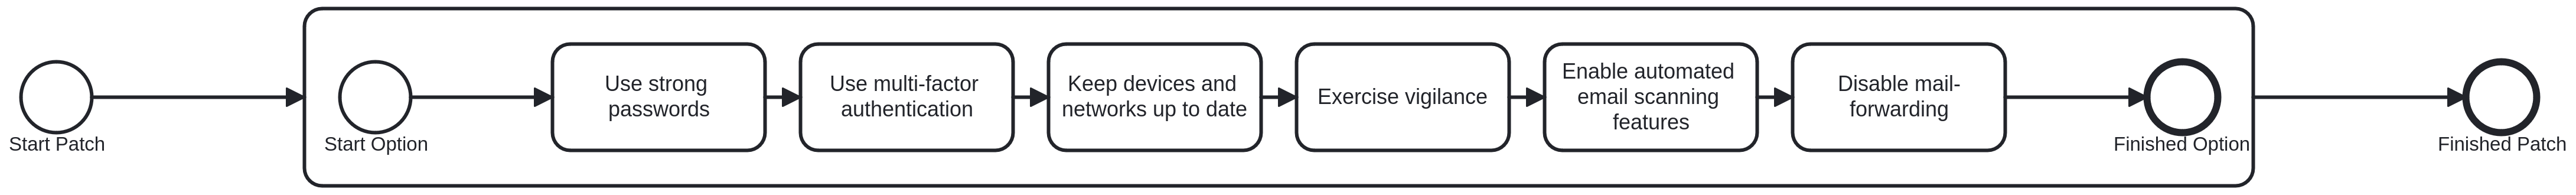 Start Patch
Start Option
Use strong
passwords
Use multi-factor
authentication
Keep devices and
networks up to date
Exercise vigilance
Enable automated
email scanning
features
Disable mail-
forwarding
Finished Option
Finished Patch